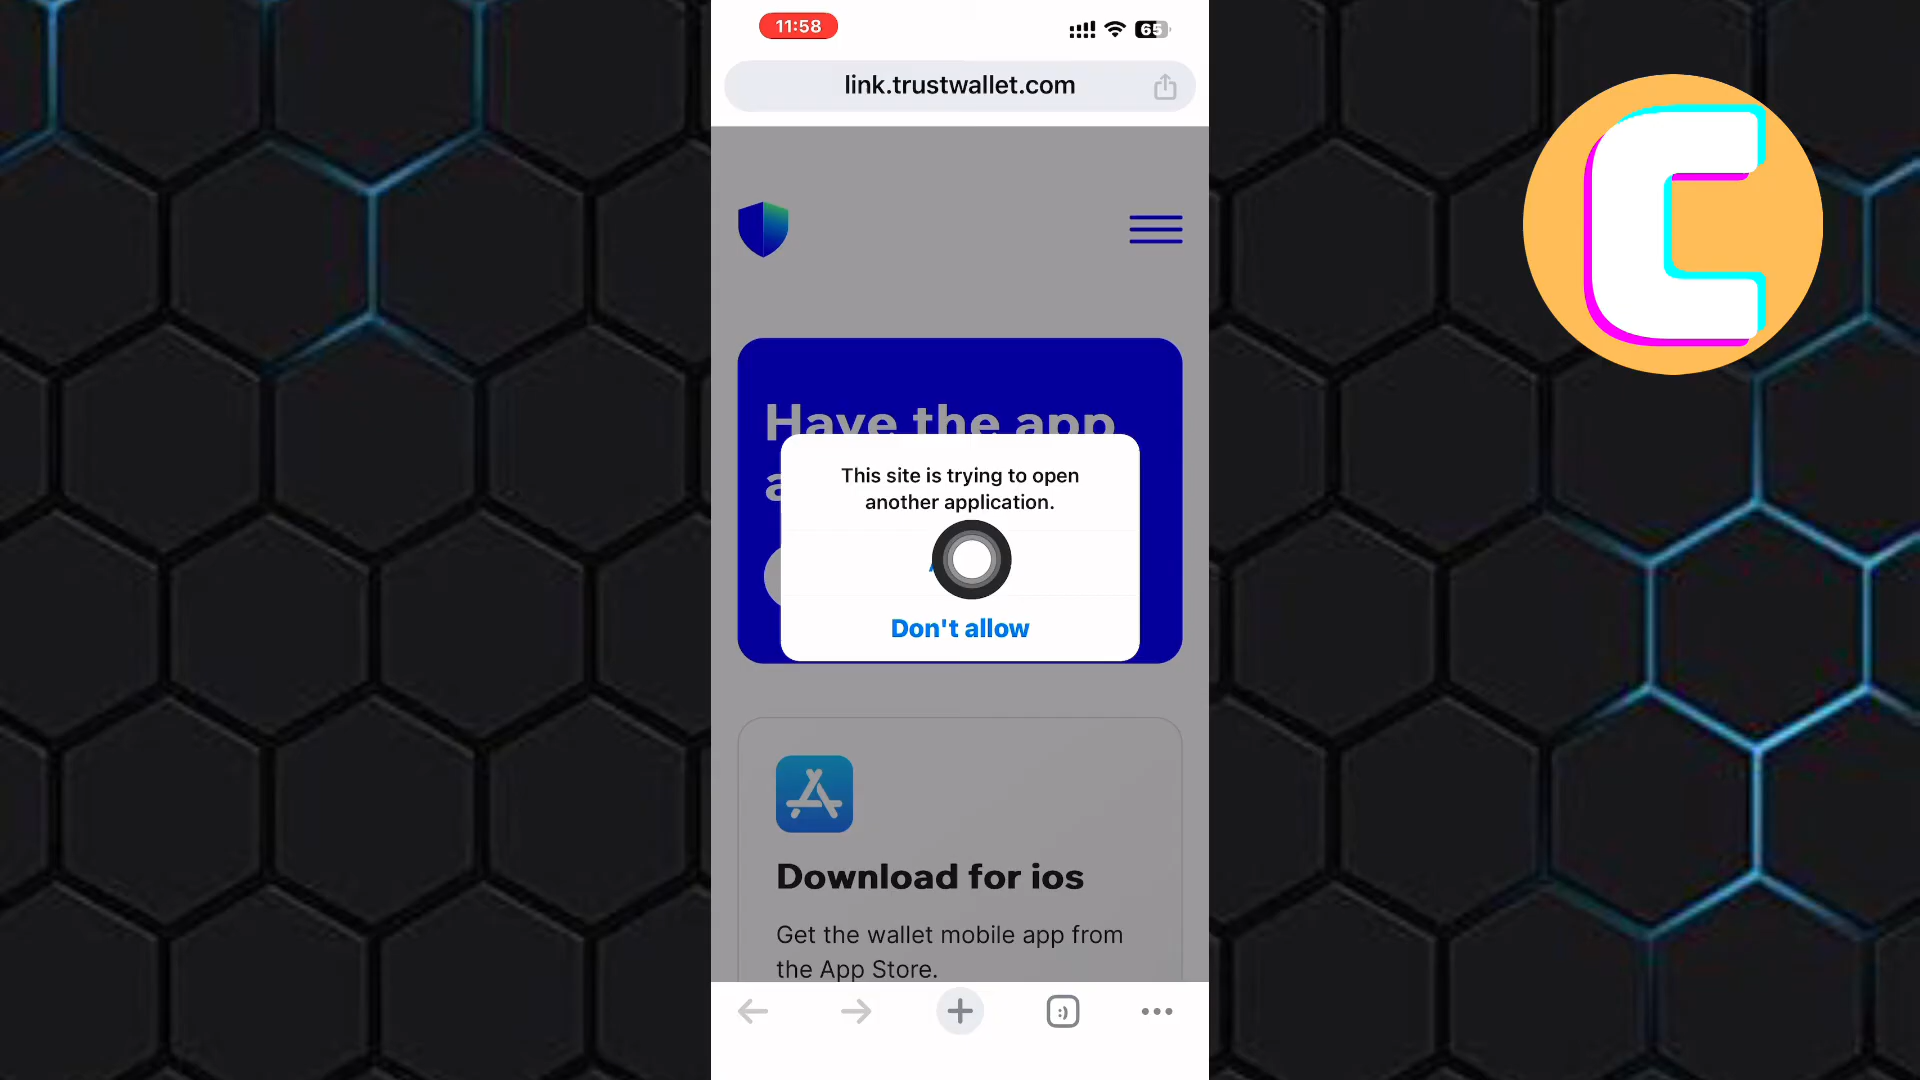 11:58
65
link.trustwallet.com
Have the app
This site is trying to open
another application.
Don't allow
:)
Download for ios
Get the wallet mobile app from
the App Store.
C